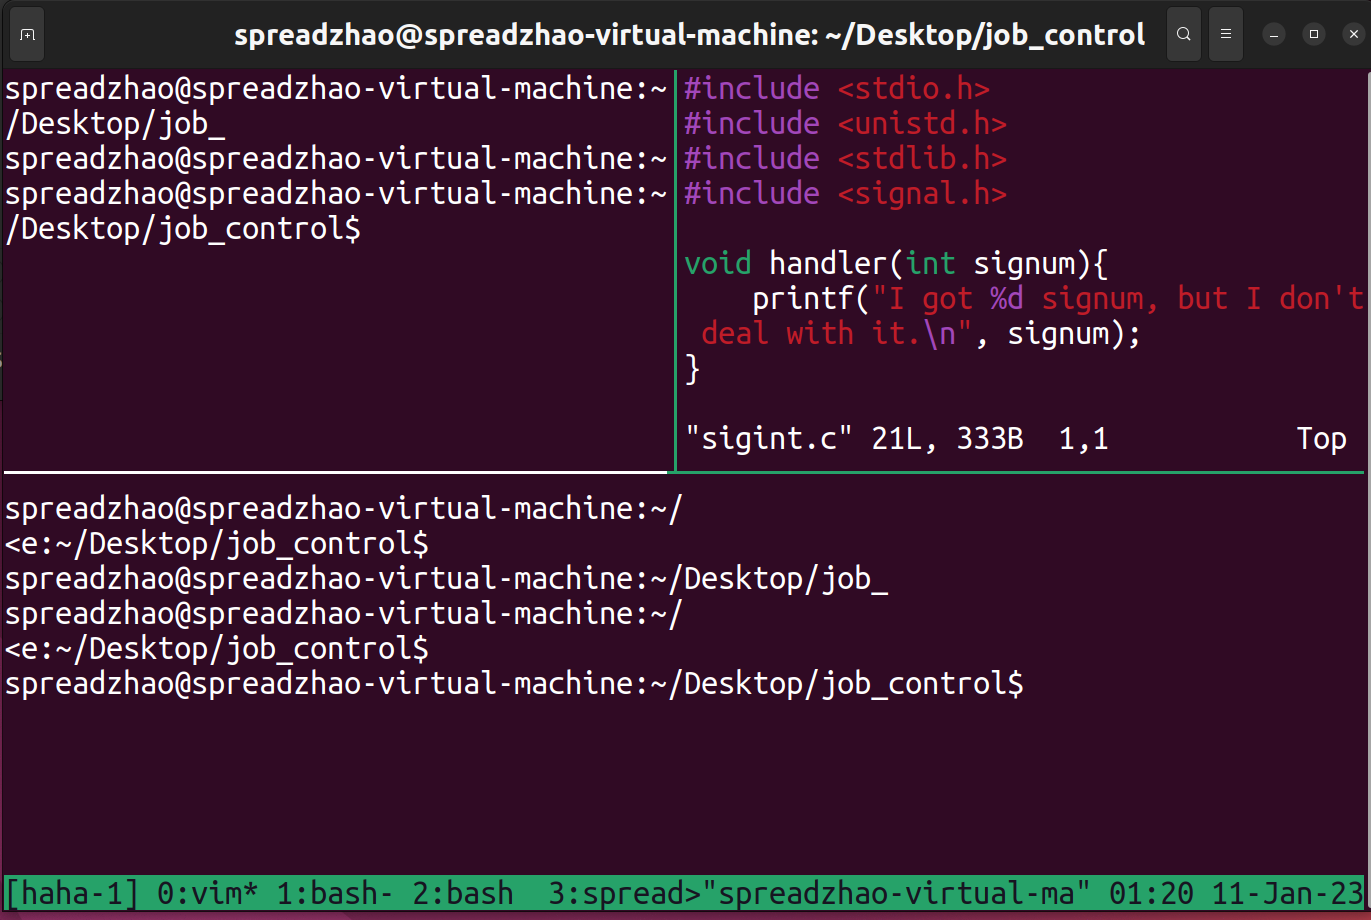 spreadzhao@spreadzhao-virtual-machine: ~/Desktop/job_control
spreadzhao@spreadzhao-virtual-machine:~
/Desktop/job_
spreadzhao@spreadzhao-virtual-machine:~
spreadzhao@spreadzhao-virtual-machine:~
/Desktop/job_control$
#include <stdio.h>
#include <unistd.h>
#include <stdlib.h>
#include <signal.h>
void handler(int signum){
    printf("I got %d signum, but I don't
 deal with it.\n", signum);
}
"sigint.c" 21L, 333B  1,1           Top
spreadzhao@spreadzhao-virtual-machine:~/
<e:~/Desktop/job_control$
spreadzhao@spreadzhao-virtual-machine:~/Desktop/job_
spreadzhao@spreadzhao-virtual-machine:~/
<e:~/Desktop/job_control$
spreadzhao@spreadzhao-virtual-machine:~/Desktop/job_control$
[haha-1] 0:vim* 1:bash- 2:bash  3:spread>"spreadzhao-virtual-ma" 01:20 11-Jan-23